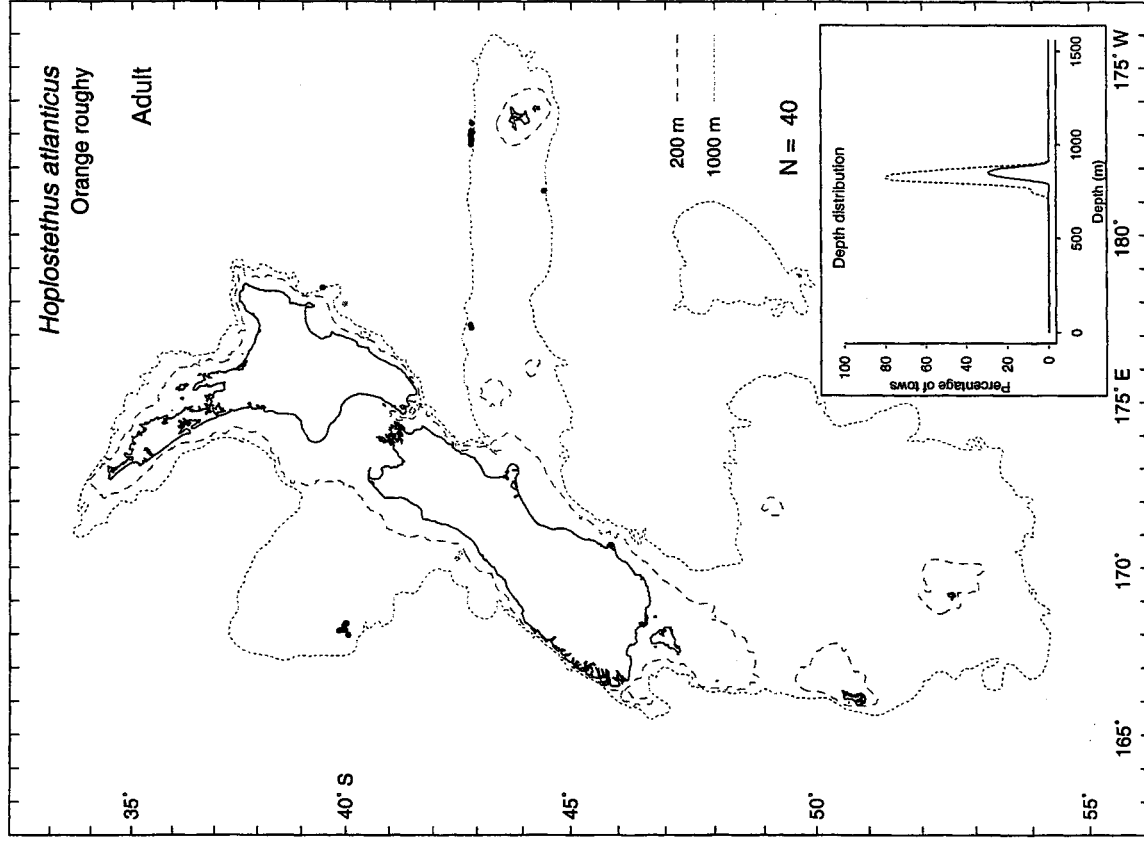 Hoplostethus atlanticus
Orange roughy
Adult
35°
40° S
45°
50°
55°
165°
170°
175° E
180°
175° W
200 m
1000 m
N = 40
Depth distribution
Percentage of tows
100
80
60
40
20
0
0
500
1000
1500
Depth (m)